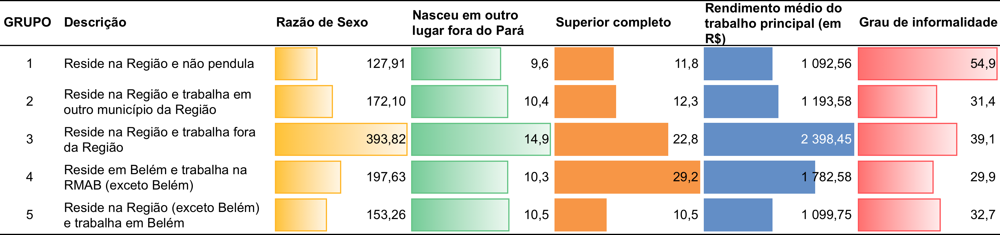 GRUPO Descrição Razão de Sexo Nasceu em outro lugar fora do Pará Superior completo Rendimento médio do trabalho principal (em R$) Grau de informalidade
1 Reside na Região e não pendula 127,91 9,6 11,8 1 092,56 54,9
2 Reside na Região e trabalha em outro município da Região 172,10 10,4 12,3 1 193,58 31,4
3 Reside na Região e trabalha fora da Região 393,82 14,9 22,8 2 398,45 39,1
4 Reside em Belém e trabalha na RMAB (exceto Belém) 197,63 10,3 29,2 1 782,58 29,9
5 Reside na Região (exceto Belém) e trabalha em Belém 153,26 10,5 10,5 1 099,75 32,7